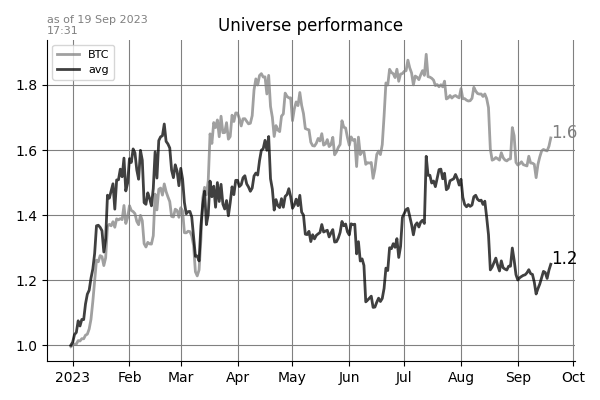 as of 19 Sep 2023
17:31
Universe performance
BTC
avg
1.8
1.6
1.4
1.2
1.0
1.6
1.2
2023 Feb Mar Apr May Jun Jul Aug Sep Oct